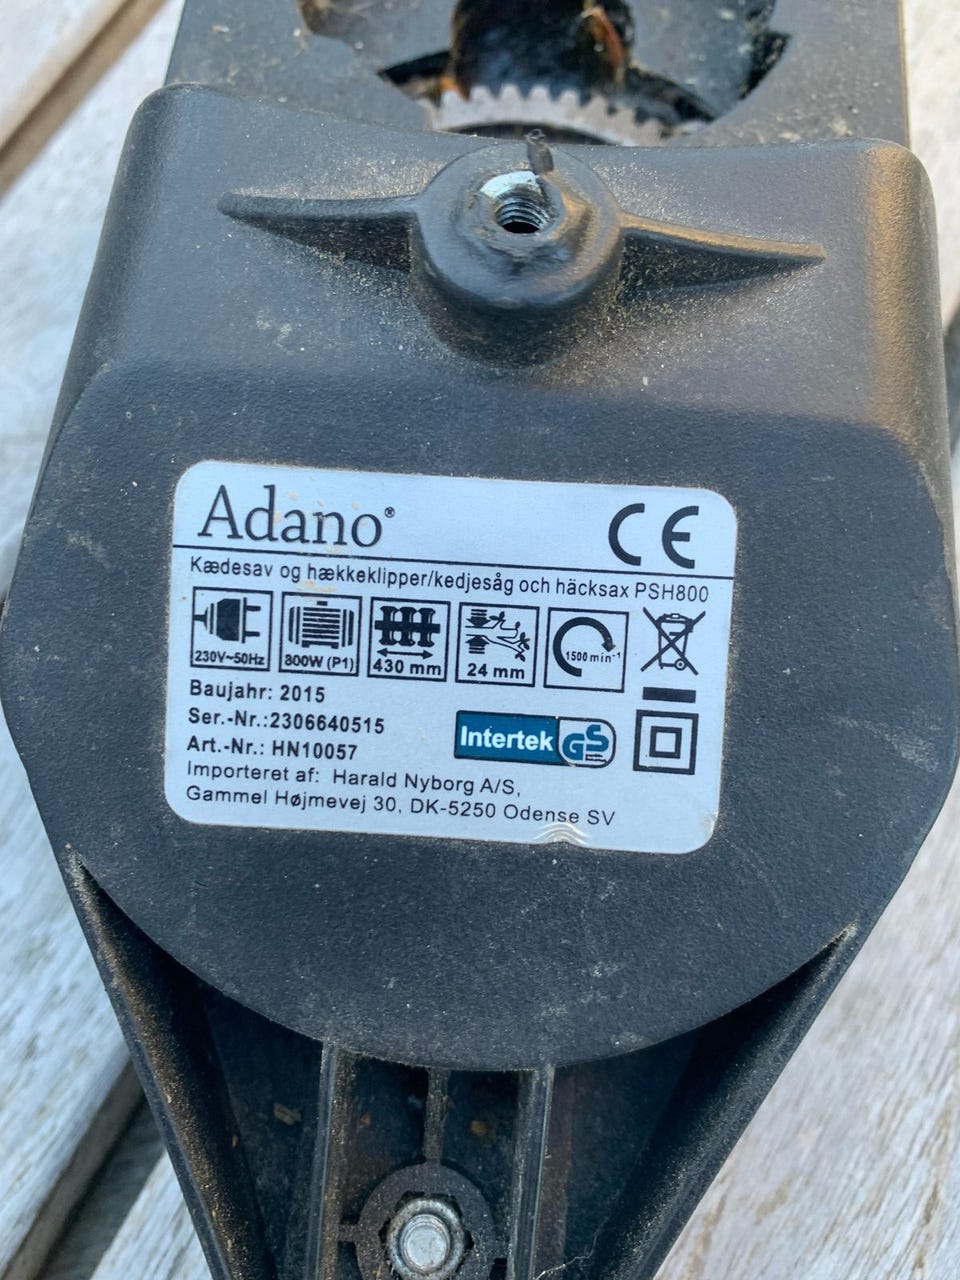 Adano®
CE
Kædesav og hækkeklipper/kedjesåg och häcksax PSH800
230V~50Hz
800W (P1)
430 mm
24 mm
1500min⁻¹
Baujahr: 2015
Ser.-Nr.:2306640515
Intertek GS
Art.-Nr.: HN10057
Importeret af: Harald Nyborg A/S,
Gammel Højmevej 30, DK-5250 Odense SV